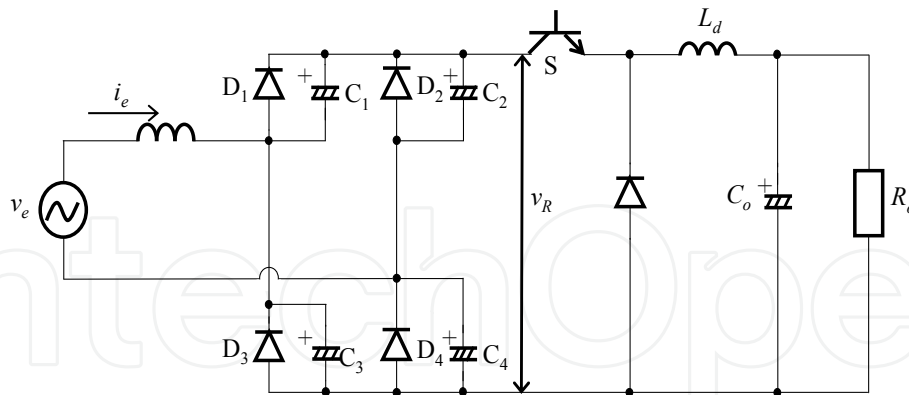 S
L_d
D_1
+
C_1
D_2
+
C_2
i_e
v_e
v_R
C_o
+
D_3
+
C_3
D_4
+
C_4